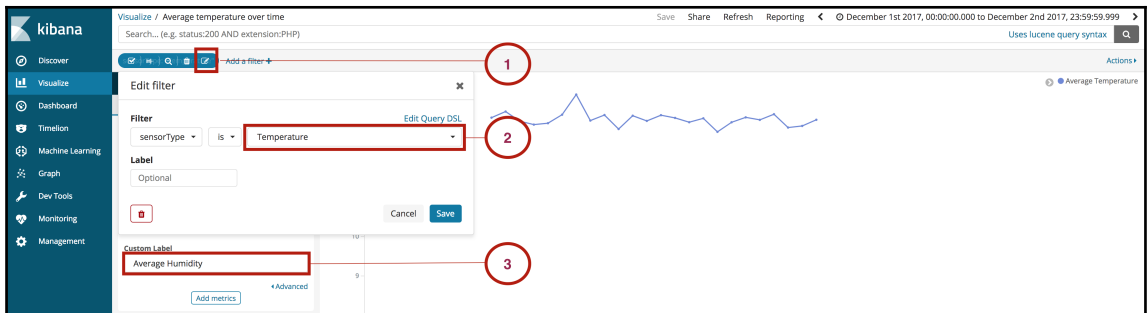 kibana
Discover
Visualize
Dashboard
Timelion
Machine Learning
Graph
Dev Tools
Monitoring
Management
Visualize / Average temperature over time
Save Share Refresh Reporting December 1st 2017, 00:00:00.000 to December 2nd 2017, 23:59:59.999
Search... (e.g. status:200 AND extension:PHP) Uses lucene query syntax
Add a filter + Actions
1
Edit filter
Average Temperature
Filter Edit Query DSL
sensorType is Temperature
2
Label
Optional
Cancel Save
10
Custom Label
Average Humidity
3
9
Advanced
Add metrics